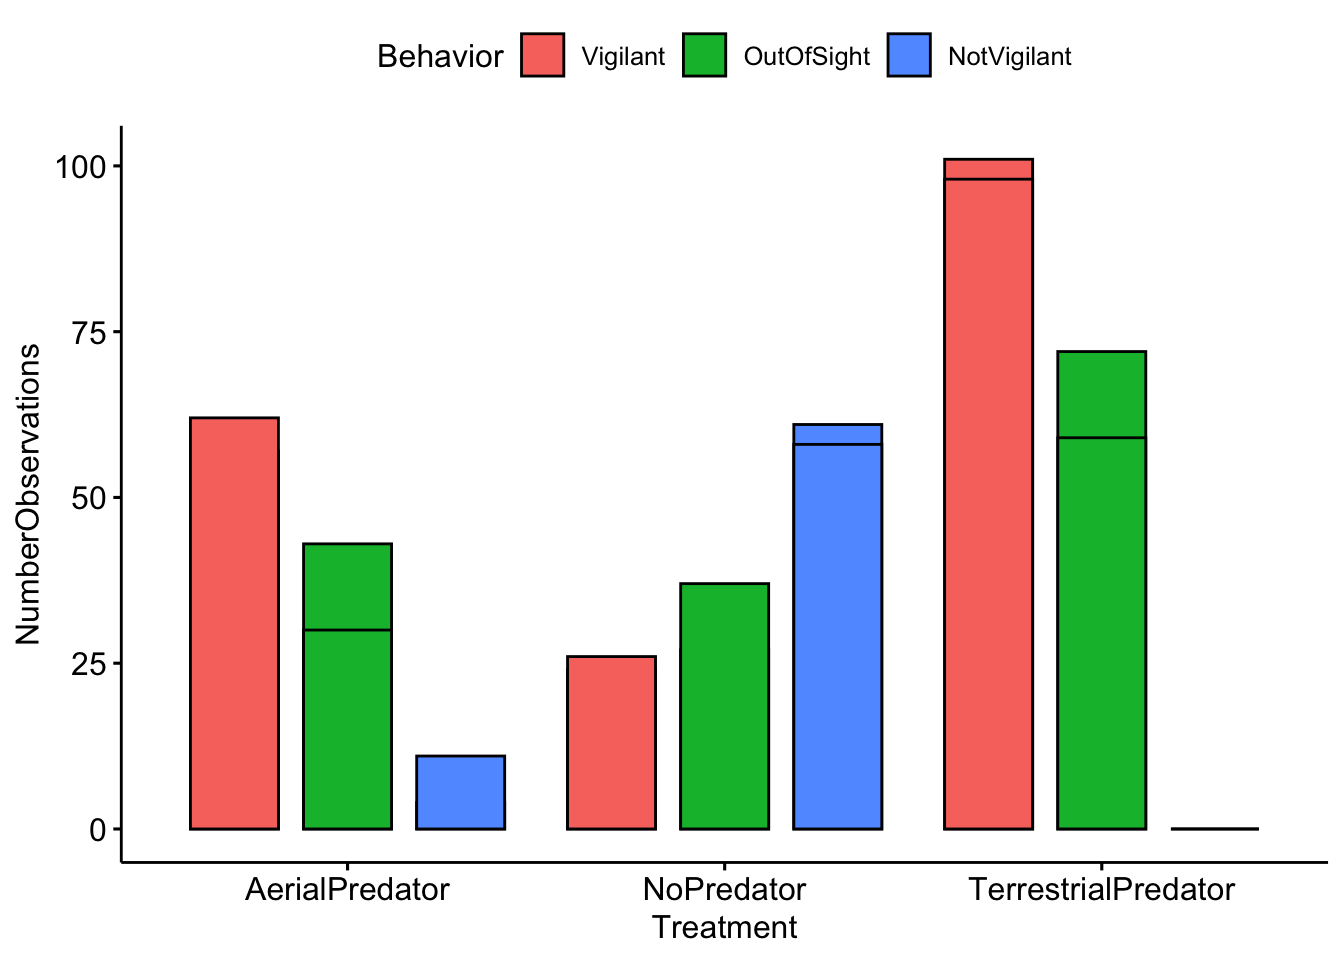 Behavior Vigilant OutOfSight NotVigilant
100
75
50
25
0
NumberObservations
AerialPredator NoPredator TerrestrialPredator
Treatment